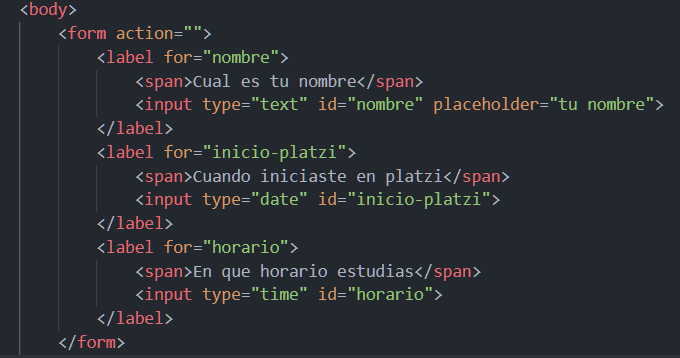 <body>
<form action="">
<label for="nombre">
<span>Cual es tu nombre</span>
<input type="text" id="nombre" placeholder="tu nombre">
</label>
<label for="inicio-platzi">
<span>Cuando iniciaste en platzi</span>
<input type="date" id="inicio-platzi">
</label>
<label for="horario">
<span>En que horario estudias</span>
<input type="time" id="horario">
</label>
</form>